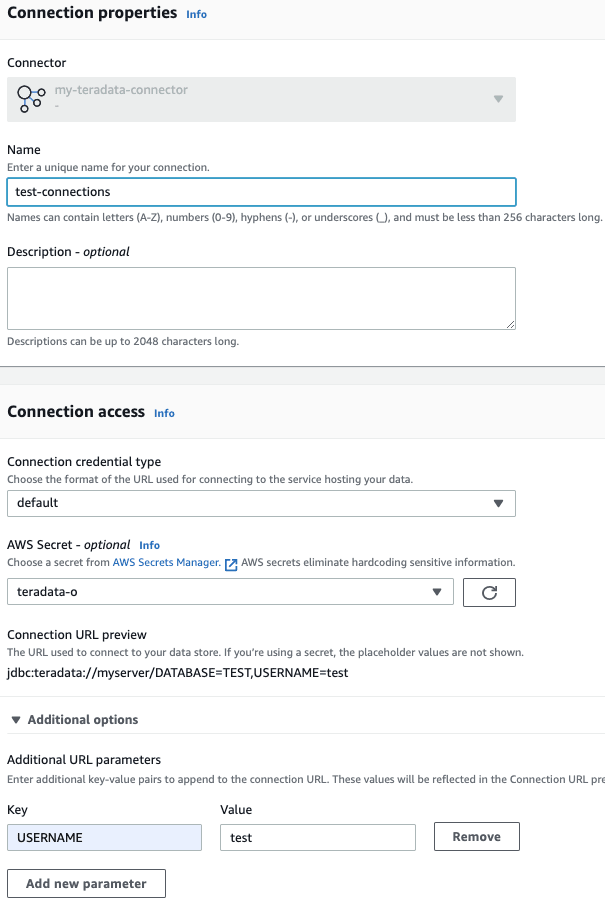 Connection properties Info
Connector
my-teradata-connector
-
Name
Enter a unique name for your connection.
test-connections
Names can contain letters (A-Z), numbers (0-9), hyphens (-), or underscores (_), and must be less than 256 characters long.
Description - optional
Descriptions can be up to 2048 characters long.
Connection access Info
Connection credential type
Choose the format of the URL used for connecting to the service hosting your data.
default
AWS Secret - optional Info
Choose a secret from AWS Secrets Manager. AWS secrets eliminate hardcoding sensitive information.
teradata-o
Connection URL preview
The URL used to connect to your data store. If you’re using a secret, the placeholder values are not shown.
jdbc:teradata://myserver/DATABASE=TEST,USERNAME=test
Additional options
Additional URL parameters
Enter additional key-value pairs to append to the connection URL. These values will be reflected in the Connection URL pre
Key Value
USERNAME test Remove
Add new parameter